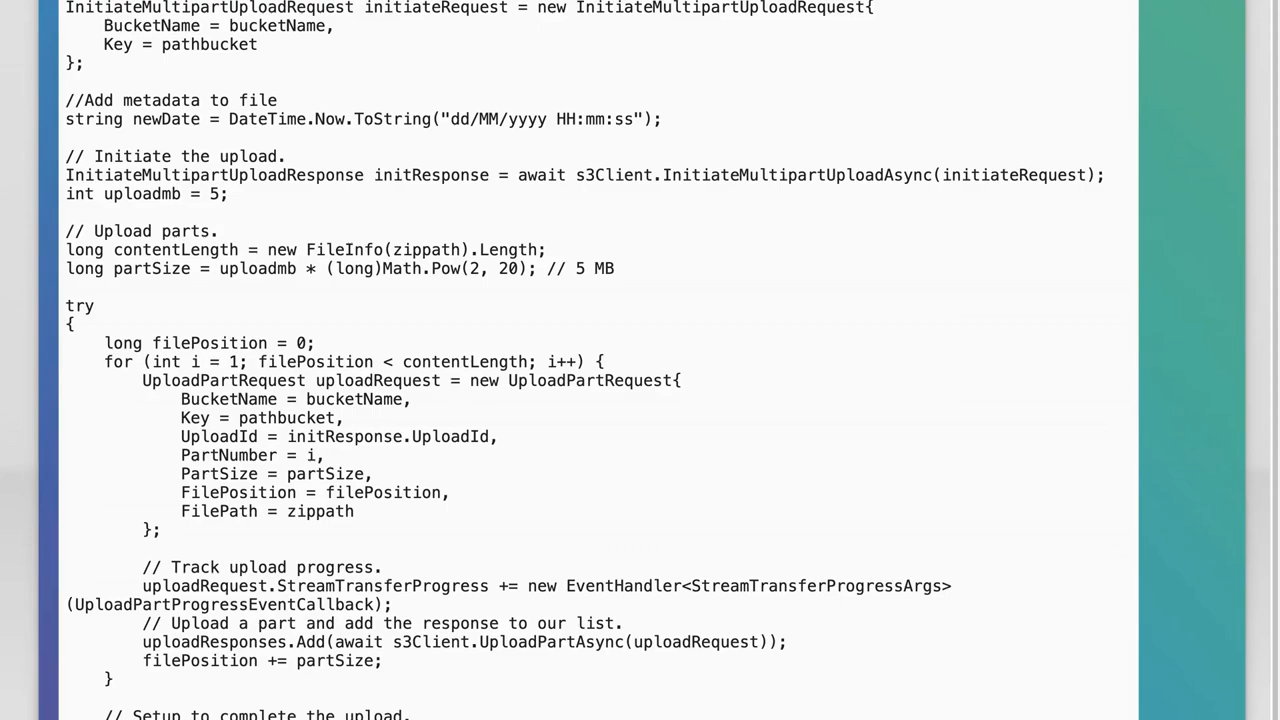 InitiateMultipartUploadRequest initiateRequest = new InitiateMultipartUploadRequest{
    BucketName = bucketName,
    Key = pathbucket
};

//Add metadata to file
string newDate = DateTime.Now.ToString("dd/MM/yyyy HH:mm:ss");

// Initiate the upload.
InitiateMultipartUploadResponse initResponse = await s3Client.InitiateMultipartUploadAsync(initiateRequest);
int uploadmb = 5;

// Upload parts.
long contentLength = new FileInfo(zippath).Length;
long partSize = uploadmb * (long)Math.Pow(2, 20); // 5 MB

try
{
    long filePosition = 0;
    for (int i = 1; filePosition < contentLength; i++) {
        UploadPartRequest uploadRequest = new UploadPartRequest{
            BucketName = bucketName,
            Key = pathbucket,
            UploadId = initResponse.UploadId,
            PartNumber = i,
            PartSize = partSize,
            FilePosition = filePosition,
            FilePath = zippath
        };

        // Track upload progress.
        uploadRequest.StreamTransferProgress += new EventHandler<StreamTransferProgressArgs>
(UploadPartProgressEventCallback);
        // Upload a part and add the response to our list.
        uploadResponses.Add(await s3Client.UploadPartAsync(uploadRequest));
        filePosition += partSize;
    }

    // Setup to complete the upload.